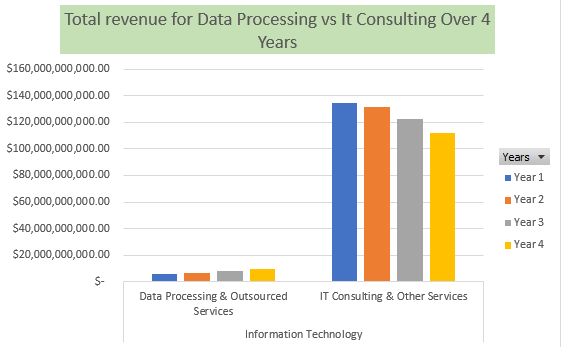 Total revenue for Data Processing vs It Consulting Over 4
Years
$160,000,000,000.00
$140,000,000,000.00
$120,000,000,000.00
$100,000,000,000.00
$80,000,000,000.00
$60,000,000,000.00
$40,000,000,000.00
$20,000,000,000.00
$-
Data Processing & Outsourced
Services
IT Consulting & Other Services
Information Technology
Years
Year 1
Year 2
Year 3
Year 4